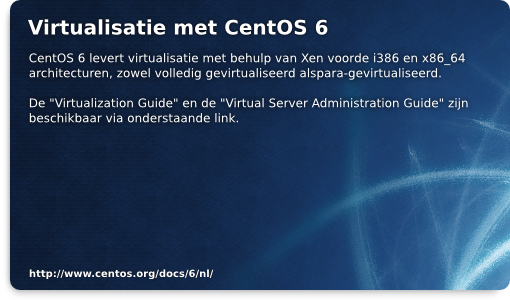 Virtualisatie met CentOS 6
CentOS 6 levert virtualisatie met behulp van Xen voorde i386 en x86_64
architecturen, zowel volledig gevirtualiseerd alspara-gevirtualiseerd.
De "Virtualization Guide" en de "Virtual Server Administration Guide" zijn
beschikbaar via onderstaande link.
http://www.centos.org/docs/6/nl/